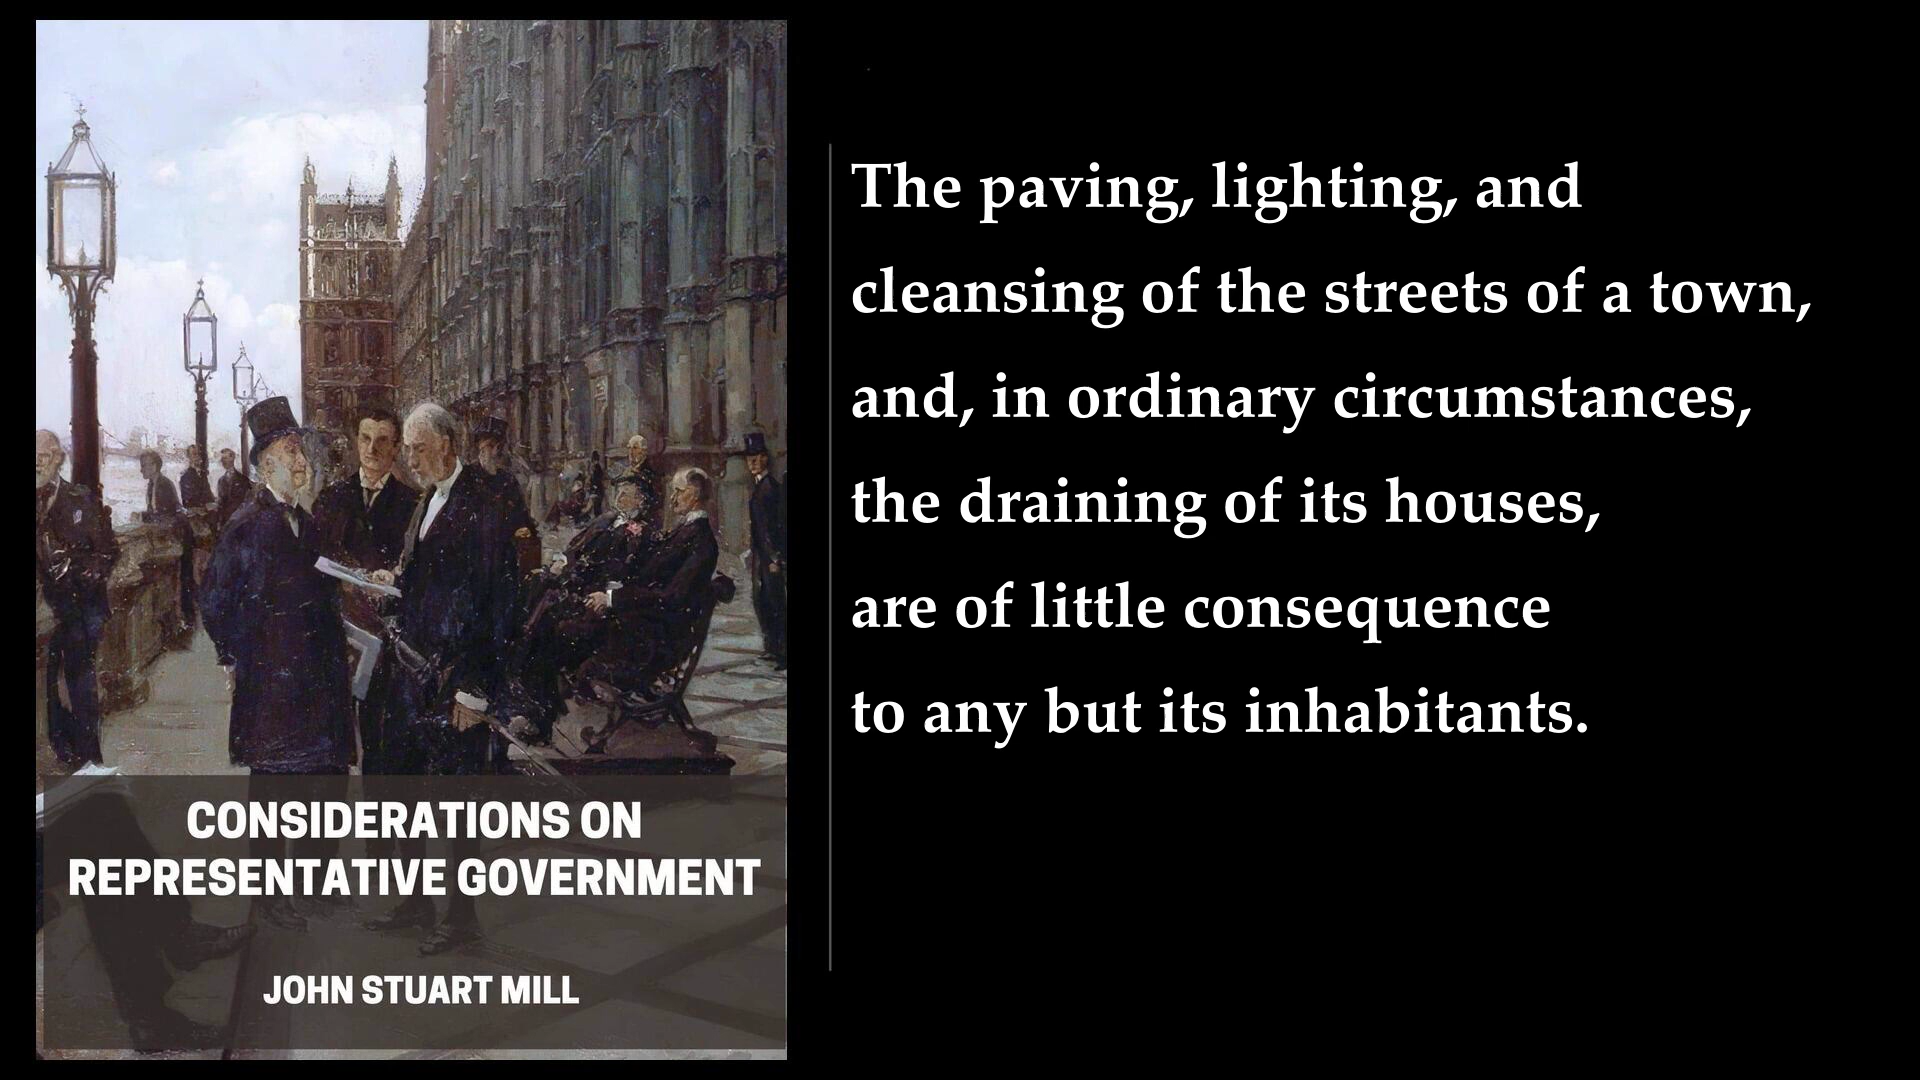 The paving, lighting, and
cleansing of the streets of a town,
and, in ordinary circumstances,
the draining of its houses,
are of little consequence
to any but its inhabitants.
CONSIDERATIONS ON
REPRESENTATIVE GOVERNMENT
JOHN STUART MILL